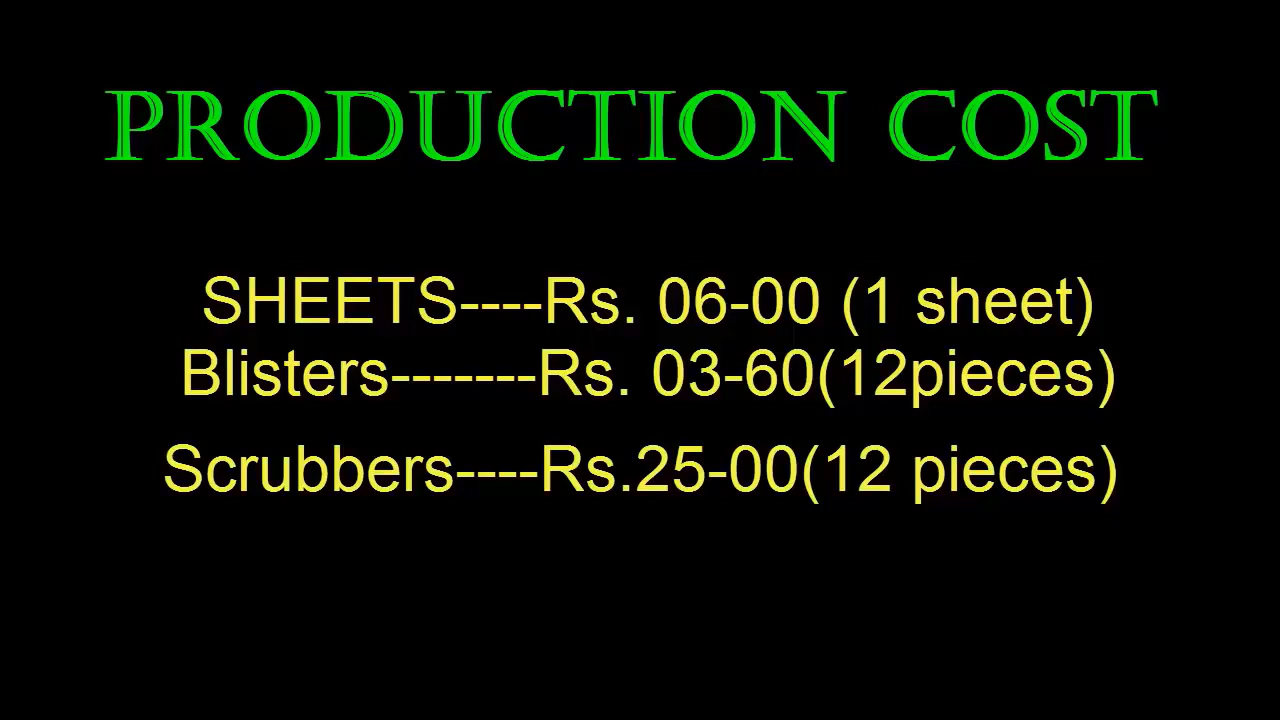 PRODUCTION COST
SHEETS----Rs. 06-00 (1 sheet)
Blisters-------Rs. 03-60(12pieces)
Scrubbers----Rs.25-00(12 pieces)